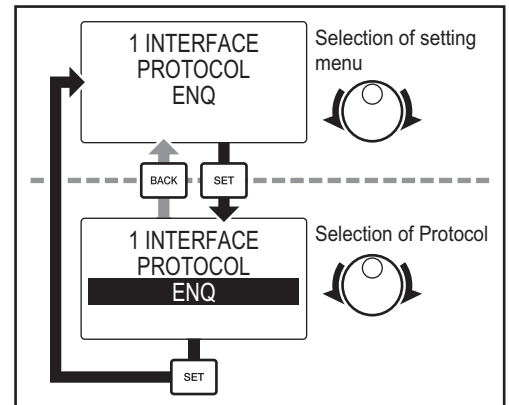 1 INTERFACE
PROTOCOL
ENQ
Selection of setting
menu
BACK
SET
1 INTERFACE
PROTOCOL
ENQ
Selection of Protocol
SET